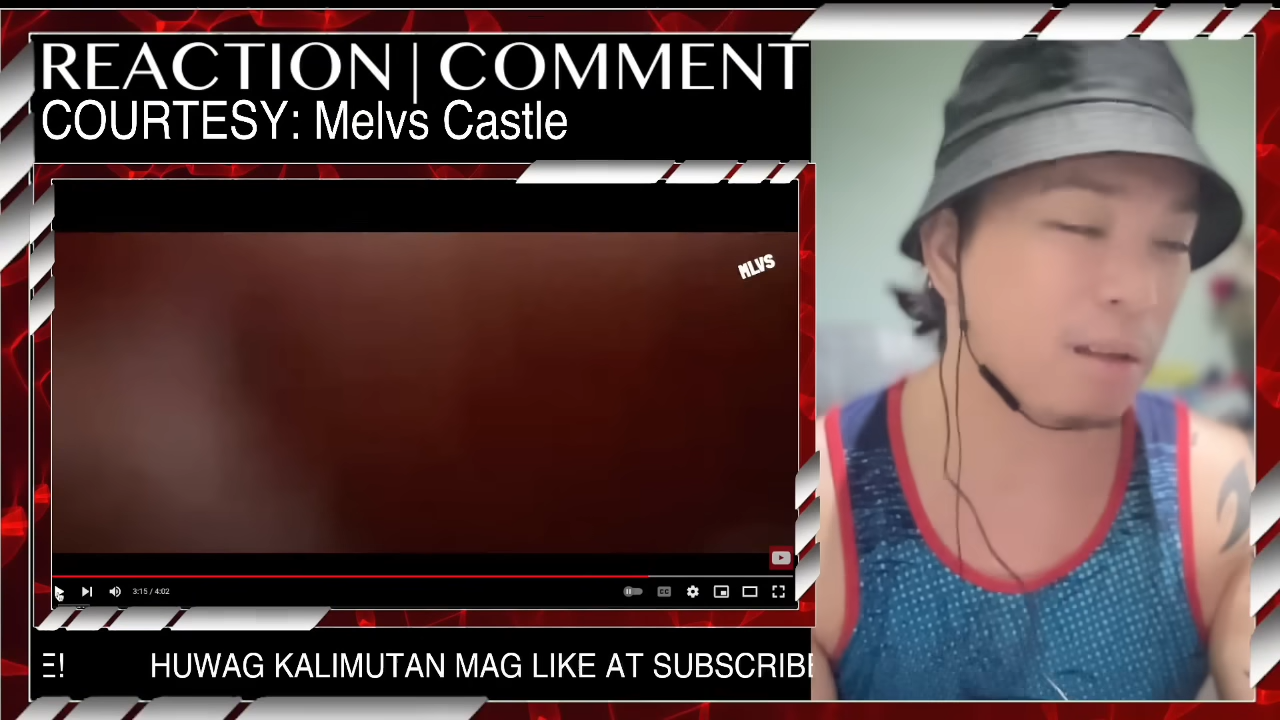 REACTION | COMMENT
COURTESY: Melvs Castle
MLVS
3:15 / 4:02
E! HUWAG KALIMUTAN MAG LIKE AT SUBSCRIBE